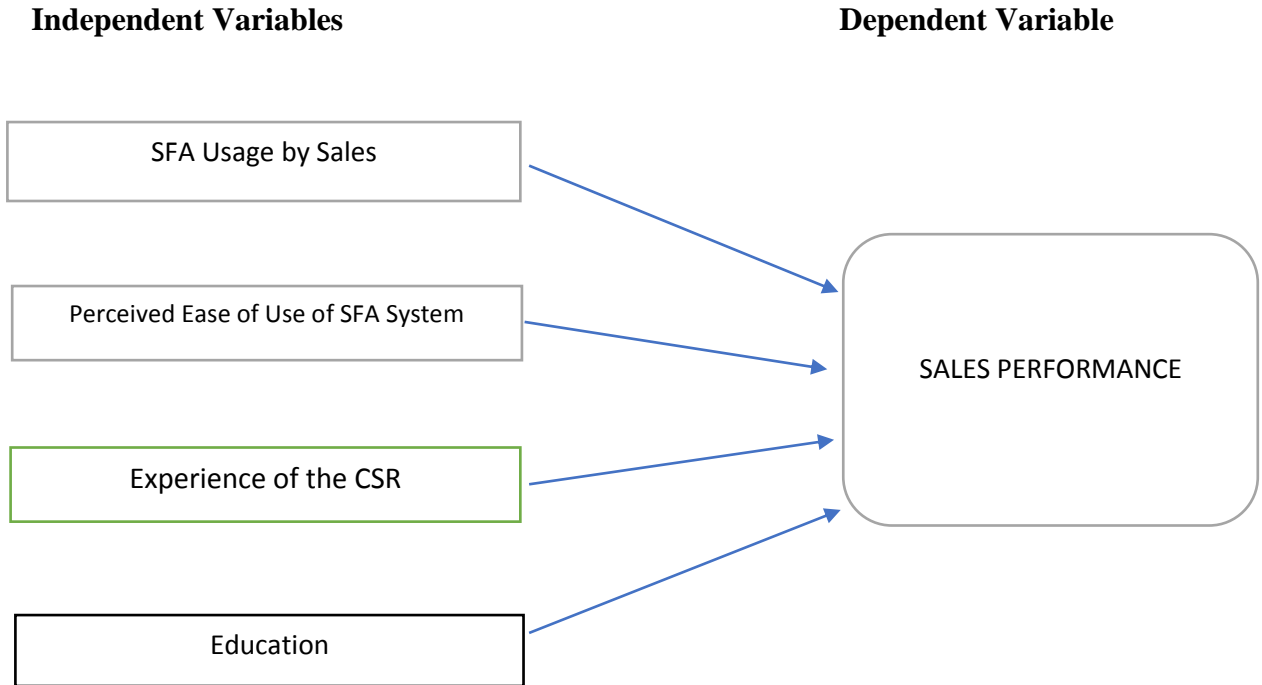 Independent Variables
Dependent Variable
SFA Usage by Sales
Perceived Ease of Use of SFA System
SALES PERFORMANCE
Experience of the CSR
Education